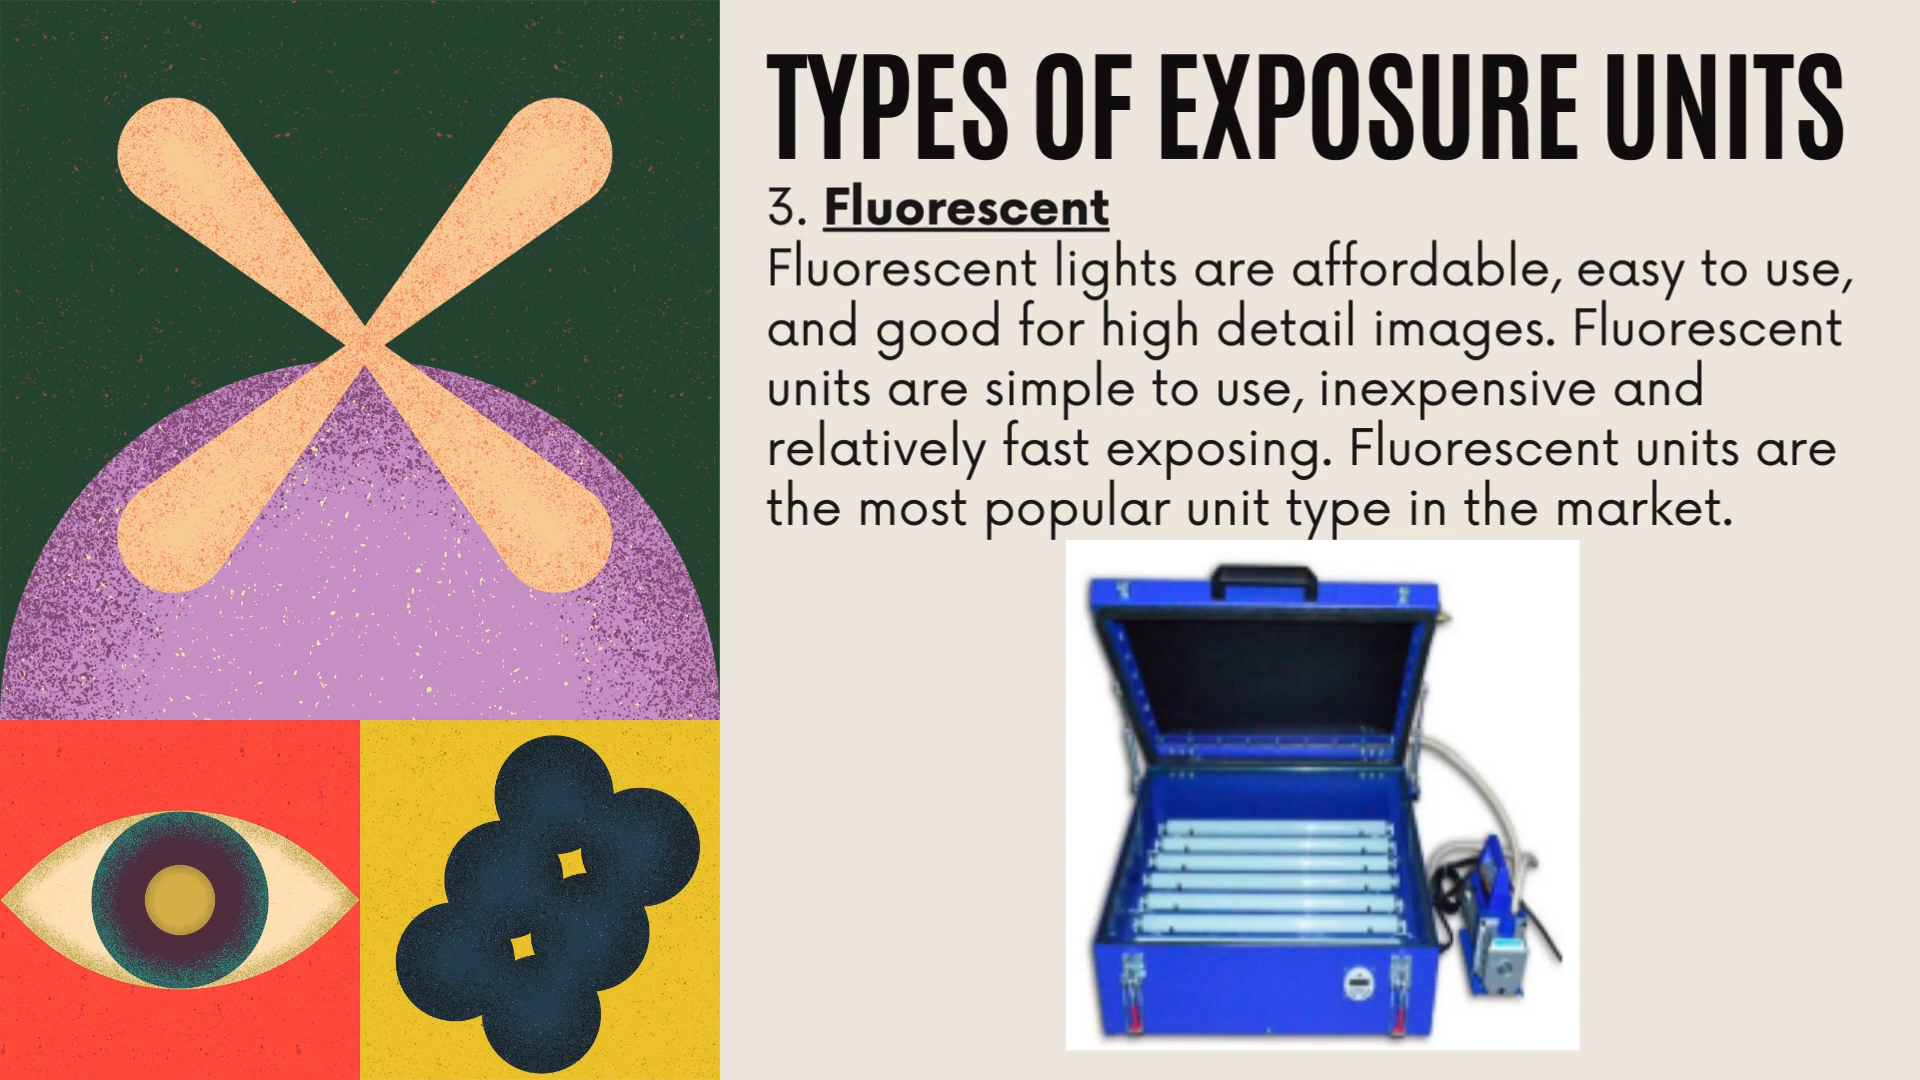 TYPES OF EXPOSURE UNITS
3. Fluorescent
Fluorescent lights are affordable, easy to use,
and good for high detail images. Fluorescent
units are simple to use, inexpensive and
relatively fast exposing. Fluorescent units are
the most popular unit type in the market.